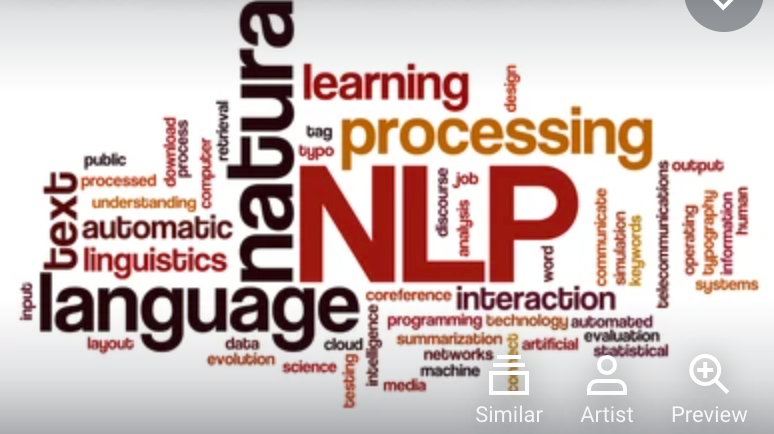 natura
learning
design
processing
tag
typo
NLP
discourse
job
analysis
word
retrieval
download
process
computer
public
processed
understanding
text
automatic
linguistics
input
language
layout
data
evolution
cloud
science
testing
intelligence
media
coreference
interaction
programming
technology
automated
summarization
artificial
evaluation
statistical
networks
machine
communicate
simulation
keywords
telecommunications
output
operating
typography
information
human
systems
Similar
Artist
Preview